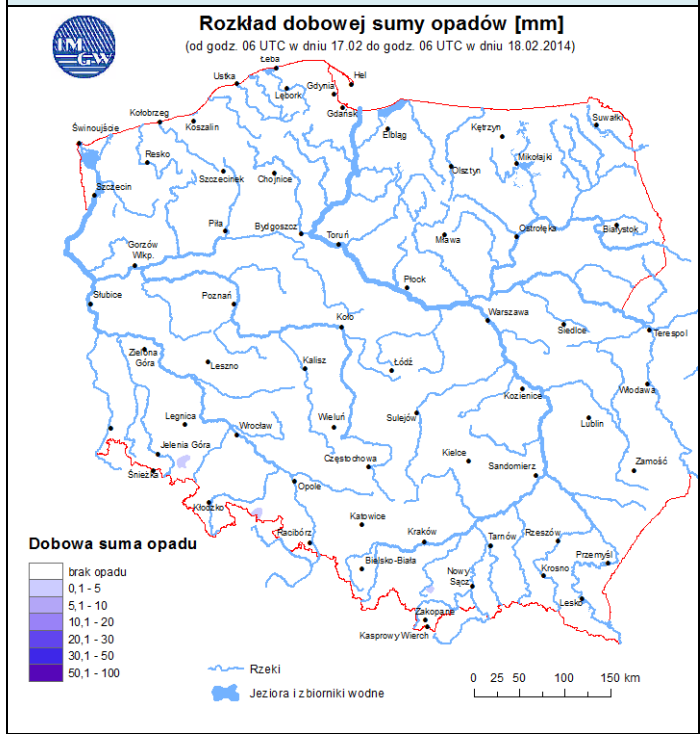 IM
GW
Rozkład dobowej sumy opadów [mm]
(od godz. 06 UTC w dniu 17.02 do godz. 06 UTC w dniu 18.02.2014)
Łeba
Ustka
Hel
Gdynia
Lębork
Gdańsk
Kołobrzeg
Koszalin
Świnoujście
Elbląg
Kętrzyn
Suwałki
Resko
Szczecinek
Chojnice
Olsztyn
Mikołajki
Szczecin
Piła
Bydgoszcz
Toruń
Mława
Ostrołęka
Białystok
Gorzów
Wlkp.
Płock
Słubice
Poznań
Koło
Warszawa
Siedlce
Terespol
Zielona
Góra
Leszno
Kalisz
Łódź
Kozienice
Włodawa
Legnica
Wrocław
Wieluń
Sulejów
Lublin
Jelenia Góra
Śnieżka
Częstochowa
Kielce
Sandomierz
Zamość
Opole
Kłodzko
Katowice
Racibórz
Kraków
Tarnów
Rzeszów
Przemyśl
Bielsko-Biała
Nowy
Sącz
Krosno
Lesko
Zakopane
Kasprowy Wierch
Dobowa suma opadu
brak opadu
0,1 - 5
5,1 - 10
10,1 - 20
20,1 - 30
30,1 - 50
50,1 - 100
Rzeki
Jeziora i zbiorniki wodne
0 25 50 100 150 km